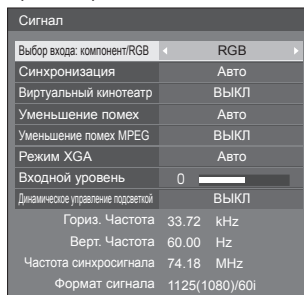 Сигнал
Выбор входа: компонент/RGB RGB
Синхронизация Авто
Виртуальный кинотеатр ВЫКЛ
Уменьшение помех Авто
Уменьшение помех MPEG ВЫКЛ
Режим XGA Авто
Входной уровень 0
Динамическое управление подсветкой ВЫКЛ
Гориз. Частота 33.72 kHz
Верт. Частота 60.00 Hz
Частота синхросигнала 74.18 MHz
Формат сигнала 1125(1080)/60i